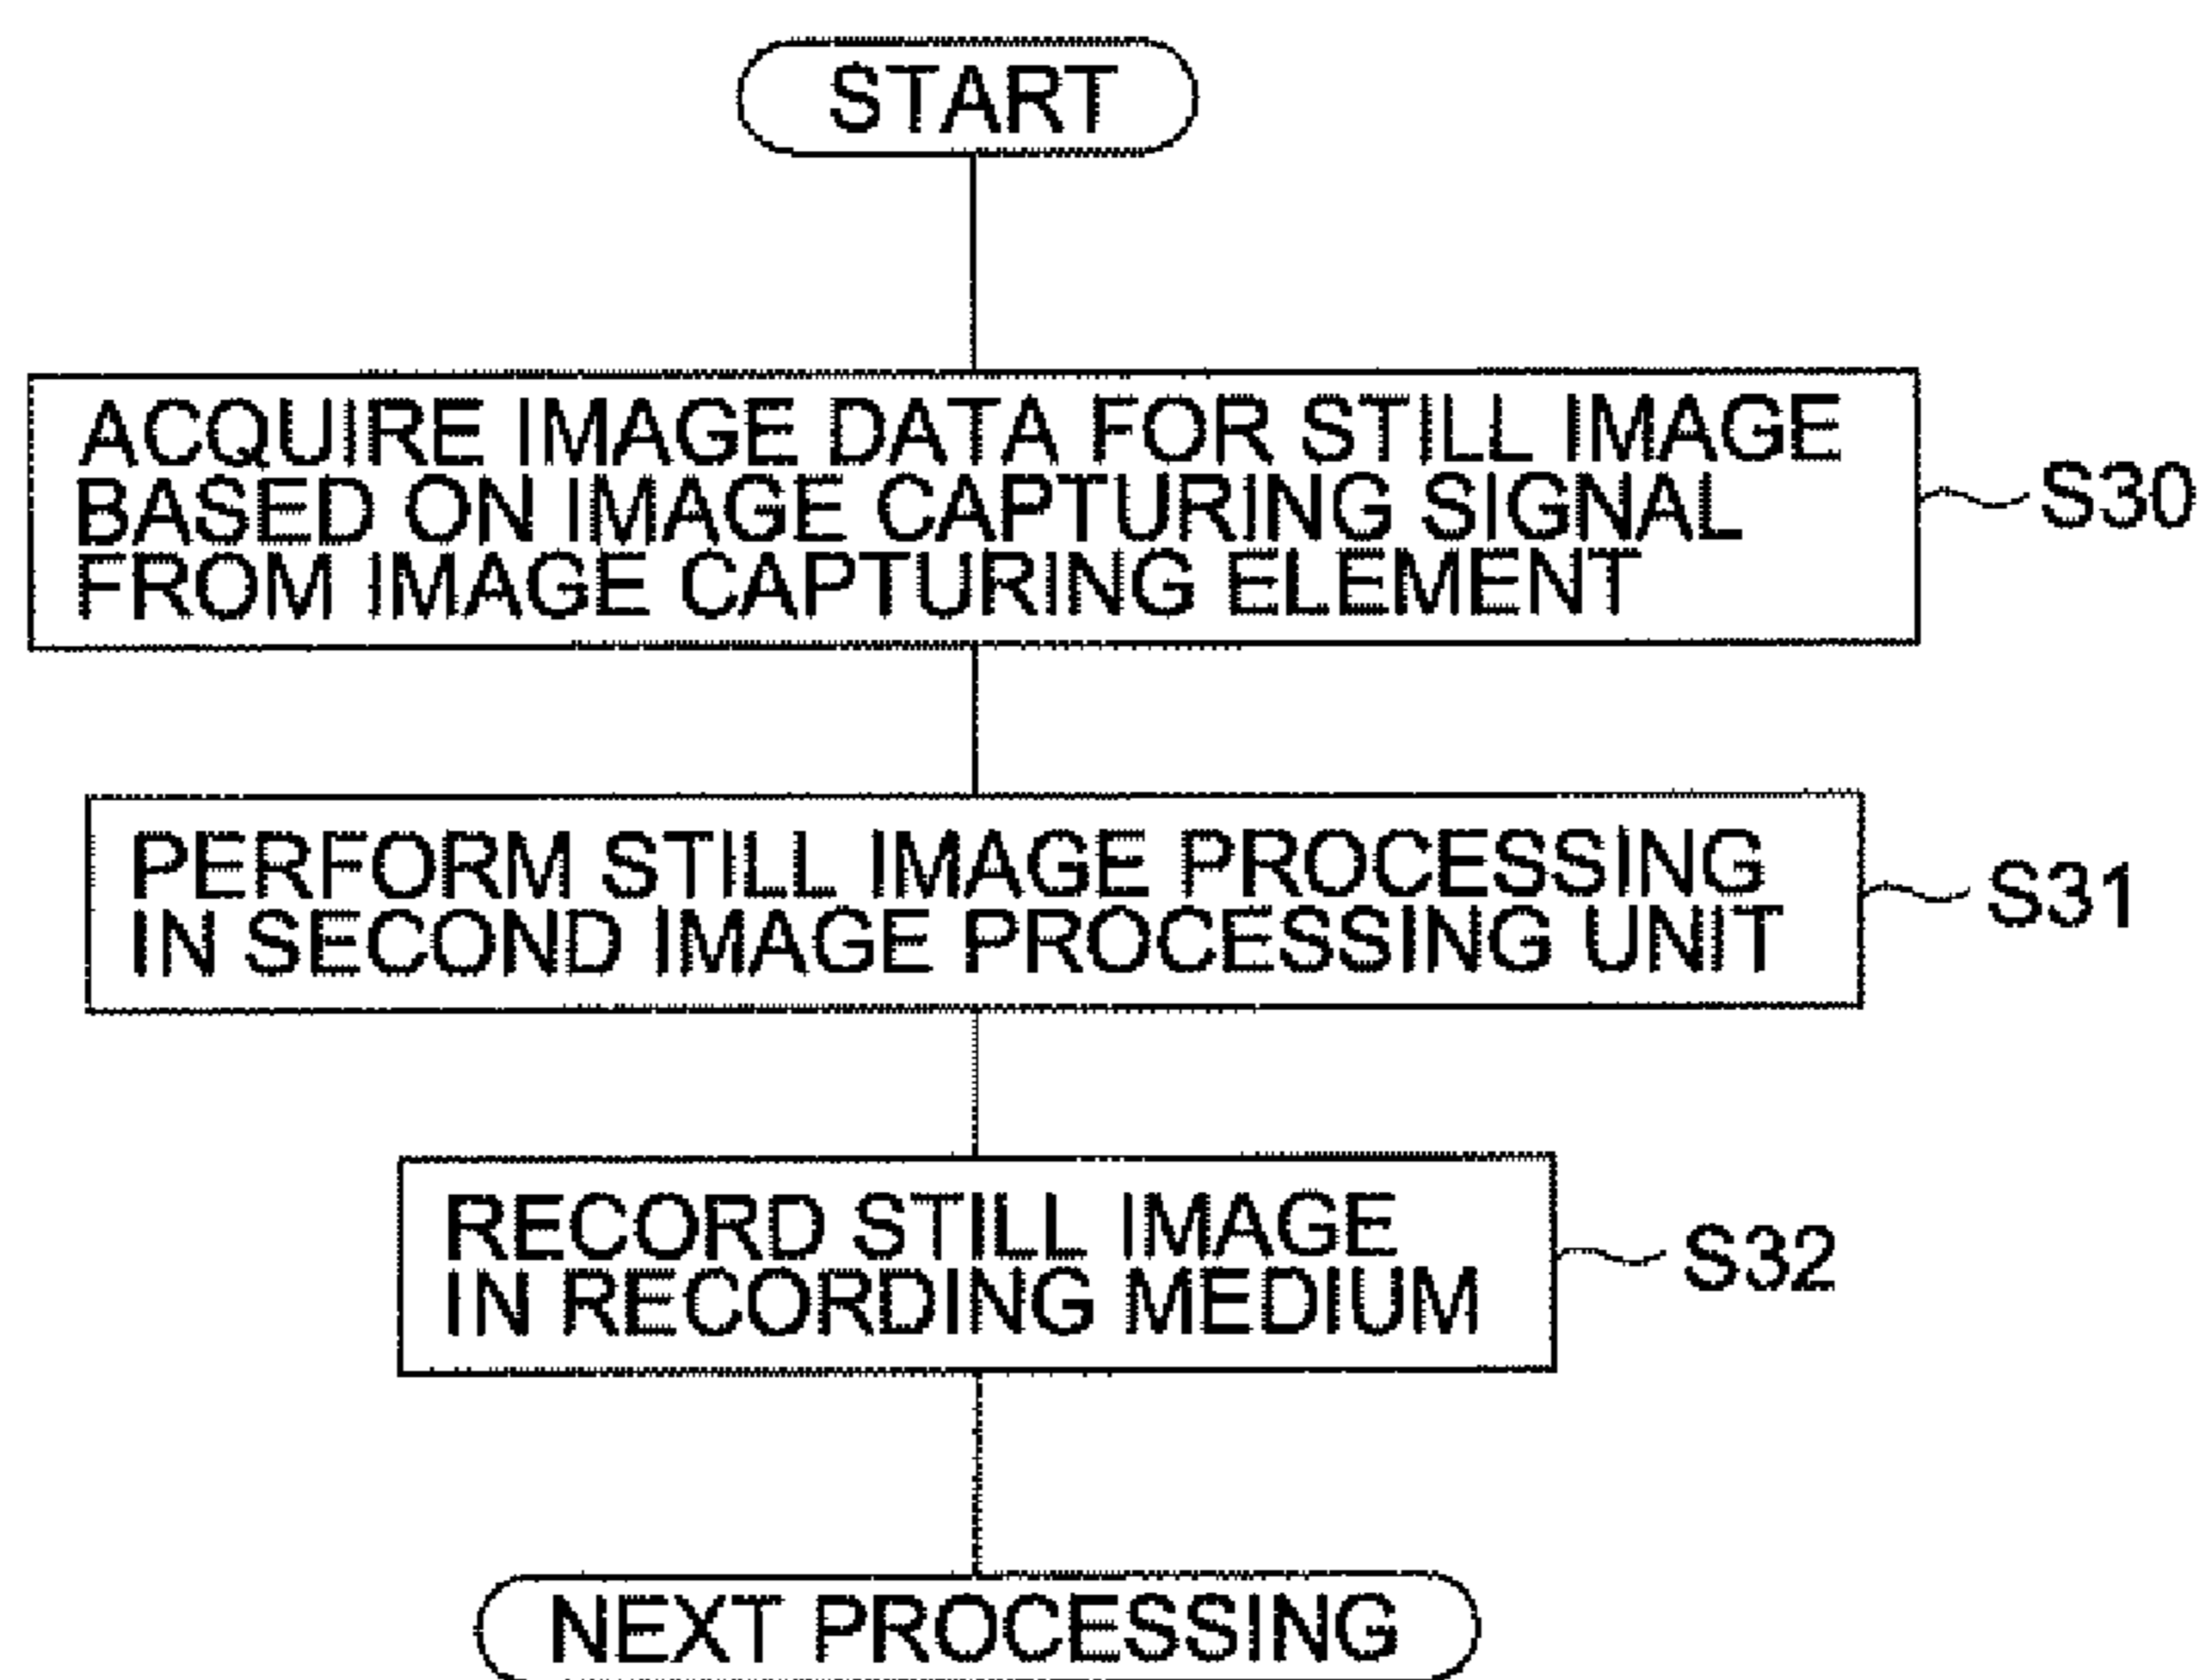 START
ACQUIRE IMAGE DATA FOR STILL IMAGE
BASED ON IMAGE CAPTURING SIGNAL
FROM IMAGE CAPTURING ELEMENT
S30
PERFORM STILL IMAGE PROCESSING
IN SECOND IMAGE PROCESSING UNIT
S31
RECORD STILL IMAGE
IN RECORDING MEDIUM
S32
NEXT PROCESSING